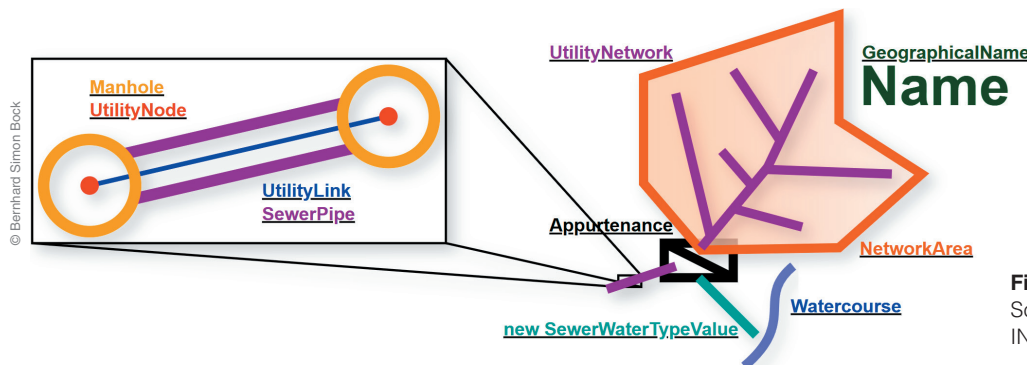 © Bernhard Simon Bock
Manhole
UtilityNode
UtilityLink
SewerPipe
UtilityNetwork
GeographicalName
Name
Appurtenance
NetworkArea
Watercourse
new SewerWaterTypeValue